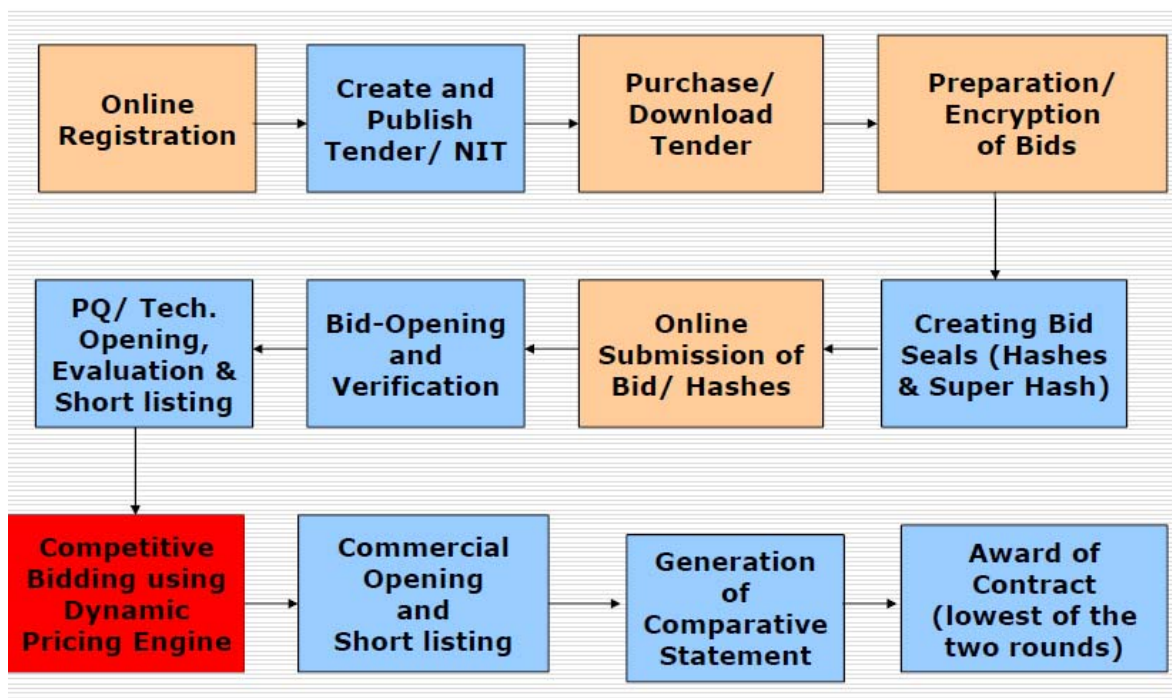 Online
Registration
Create and
Publish
Tender/ NIT
Purchase/
Download
Tender
Preparation/
Encryption
of Bids
PQ/ Tech.
Opening,
Evaluation &
Short listing
Bid-Opening
and
Verification
Online
Submission of
Bid/ Hashes
Creating Bid
Seals (Hashes
& Super Hash)
Competitive
Bidding using
Dynamic
Pricing Engine
Commercial
Opening
and
Short listing
Generation
of
Comparative
Statement
Award of
Contract
(lowest of the
two rounds)